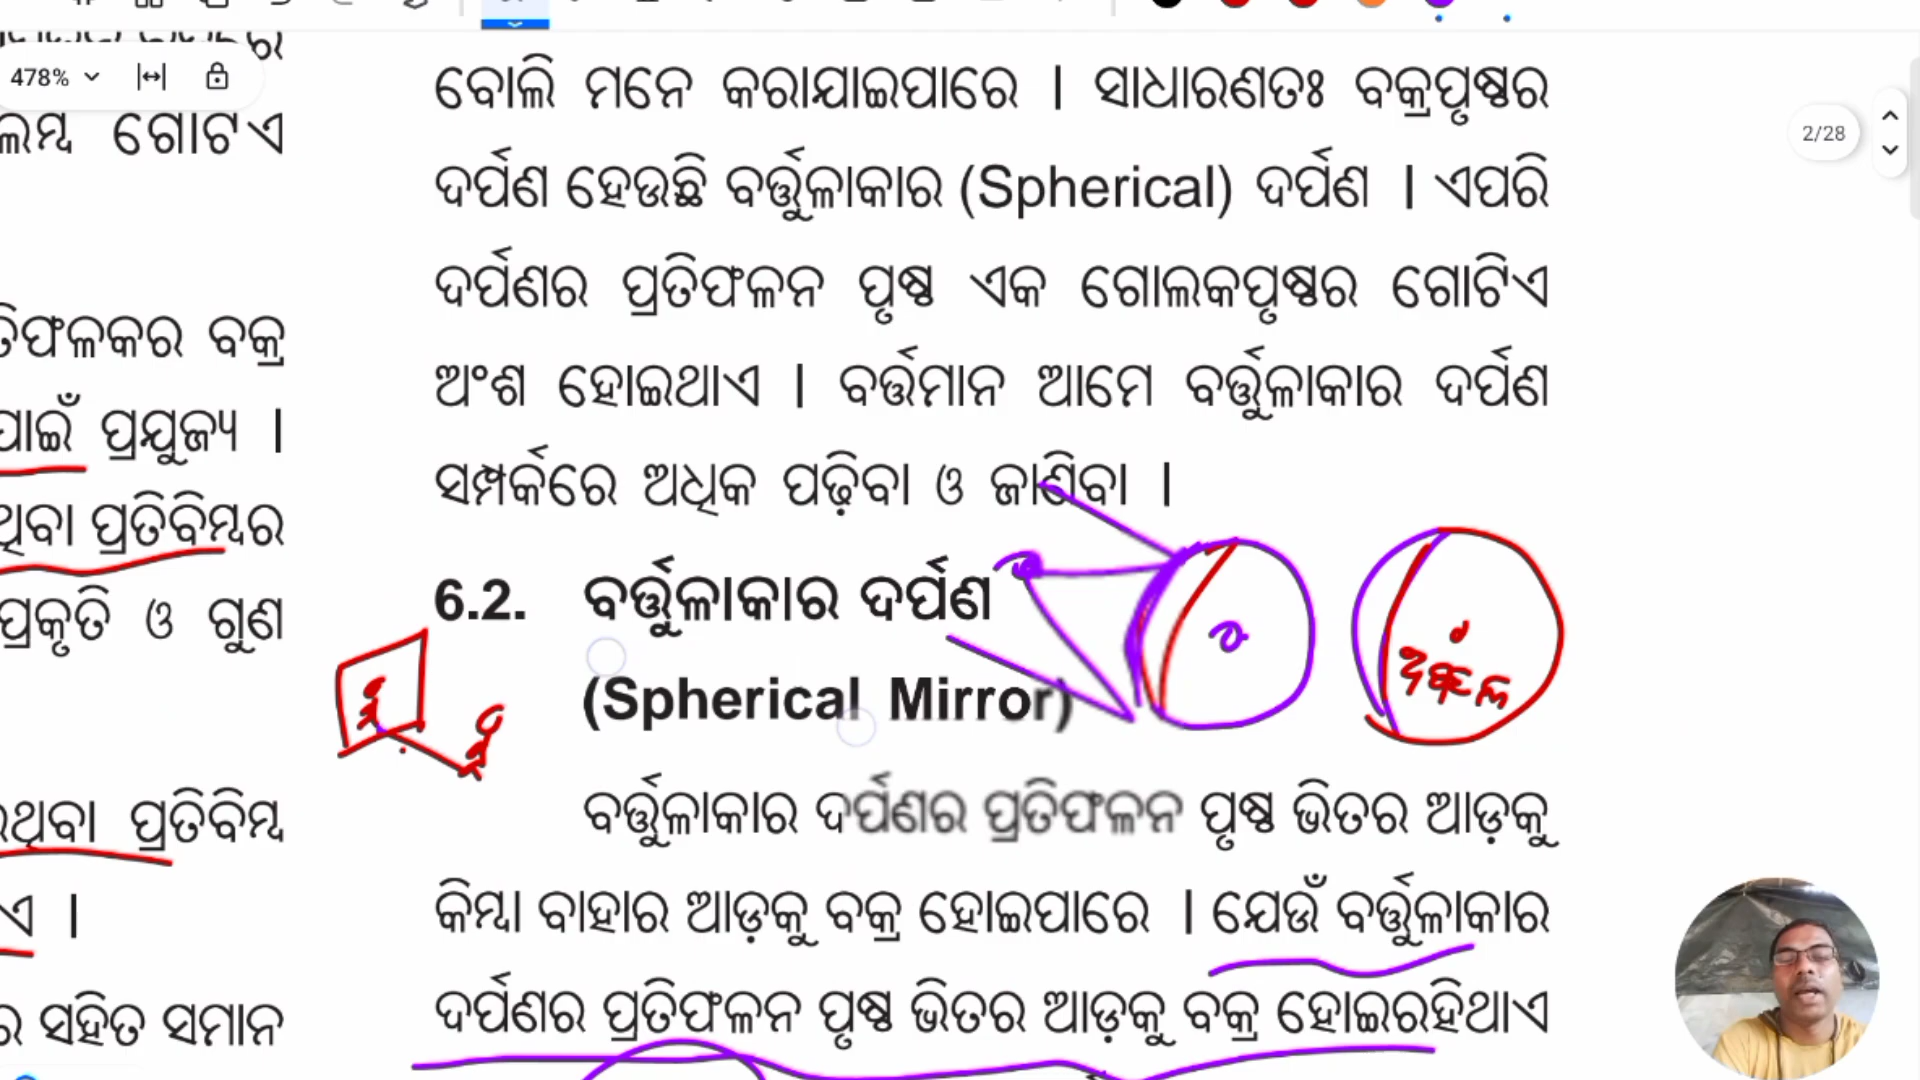 478%
2/28
ଲମ୍ବ ଗୋଟିଏ
ତିଫଳକର ବକ୍ର
ପାଇଁ ପ୍ରଯୁଜ୍ୟ ।
ଥିବା ପ୍ରତିବିମ୍ବର
ପ୍ରକୃତି ଓ ଗୁଣ
ଥିବା ପ୍ରତିବିମ୍ବ
ଏ ।
ର ସହିତ ସମାନ
ବୋଲି ମନେ କରାଯାଇପାରେ । ସାଧାରଣତଃ ବକ୍ରପୃଷ୍ଠର
ଦର୍ପଣ ହେଉଛି ବର୍ତ୍ତୁଳାକାର (Spherical) ଦର୍ପଣ । ଏପରି
ଦର୍ପଣର ପ୍ରତିଫଳନ ପୃଷ୍ଠ ଏକ ଗୋଲକପୃଷ୍ଠର ଗୋଟିଏ
ଅଂଶ ହୋଇଥାଏ । ବର୍ତ୍ତମାନ ଆମେ ବର୍ତ୍ତୁଳାକାର ଦର୍ପଣ
ସମ୍ପର୍କରେ ଅଧିକ ପଢ଼ିବା ଓ ଜାଣିବା ।
6.2. ବର୍ତ୍ତୁଳାକାର ଦର୍ପଣ
(Spherical Mirror)
ବର୍ତ୍ତୁଳାକାର ଦର୍ପଣର ପ୍ରତିଫଳନ ପୃଷ୍ଠ ଭିତର ଆଡ଼କୁ
କିମ୍ବା ବାହାର ଆଡ଼କୁ ବକ୍ର ହୋଇପାରେ । ଯେଉଁ ବର୍ତ୍ତୁଳାକାର
ଦର୍ପଣର ପ୍ରତିଫଳନ ପୃଷ୍ଠ ଭିତର ଆଡ଼କୁ ବକ୍ର ହୋଇରହିଥାଏ